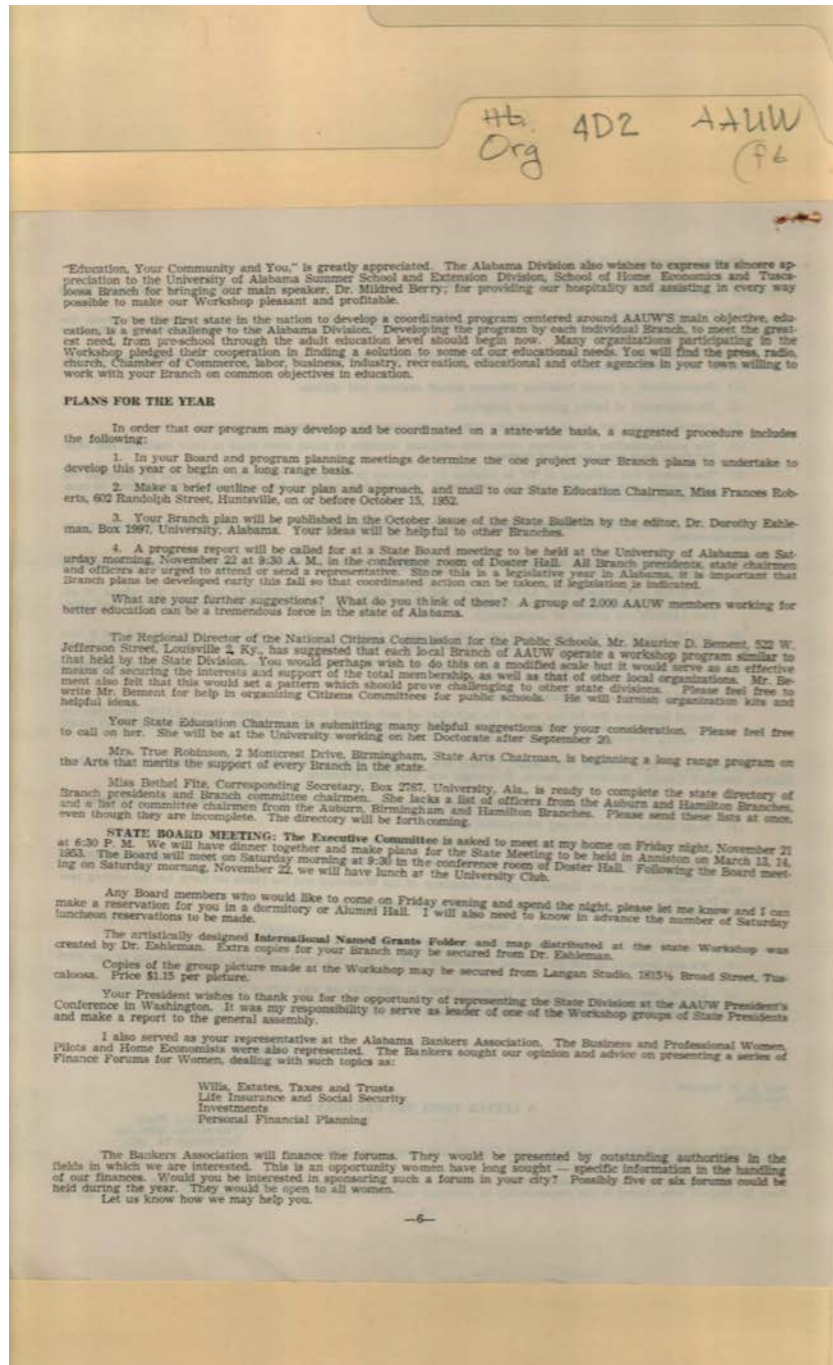 Hb. 4D2 AAUW
Org (p6
"Education, Your Community and You," is greatly appreciated. The Alabama Division also wishes to express its sincere ap-
preciation to the University of Alabama Summer School and Extension Division, School of Home Economics and Tusca-
loosa Branch for bringing our main speaker, Dr. Mildred Berry; for providing our hospitality and assisting in every way
possible to make our Workshop pleasant and profitable.
To be the first state in the nation to develop a coordinated program centered around AAUW'S main objective, edu-
cation, is a great challenge to the Alabama Division. Developing the program by each individual Branch, to meet the great-
est need, from pre-school through the adult education level should begin now. Many organizations participating in the
Workshop pledged their cooperation in finding a solution to some of our educational needs. You will find the press, radio,
church, Chamber of Commerce, labor, business, industry, recreation, educational and other agencies in your town willing to
work with your Branch on common objectives in education.
PLANS FOR THE YEAR
In order that our program may develop and be coordinated on a state-wide basis, a suggested procedure includes
the following:
1. In your Board and program planning meetings determine the one project your Branch plans to undertake to
develop this year or begin on a long range basis.
2. Make a brief outline of your plan and approach, and mail to our State Education Chairman, Miss Frances Rob-
erts, 602 Randolph Street, Huntsville, on or before October 15, 1952.
3. Your Branch plan will be published in the October issue of the State Bulletin by the editor, Dr. Dorothy Eshle-
man, Box 1997, University, Alabama. Your ideas will be helpful to other Branches.
4. A progress report will be called for at a State Board meeting to be held at the University of Alabama on Sat-
urday morning, November 22 at 9:30 A. M., in the conference room of Doster Hall. All Branch presidents, state chairmen
and officers are urged to attend or send a representative. Since this is a legislative year in Alabama, it is important that
Branch plans be developed early this fall so that coordinated action can be taken, if legislation is indicated.
What are your further suggestions? What do you think of these? A group of 2,000 AAUW members working for
better education can be a tremendous force in the state of Alabama.
The Regional Director of the National Citizens Commission for the Public Schools, Mr. Maurice D. Bement, 522 W.
Jefferson Street, Louisville 2, Ky., has suggested that each local Branch of AAUW operate a workshop program similar to
that held by the State Division. You would perhaps wish to do this on a modified scale but it would serve as an effective
means of securing the interests and support of the total membership, as well as that of other local organizations. Mr. Be-
ment also felt that this would set a pattern which should prove challenging to other state divisions. Please feel free to
write Mr. Bement for help in organizing Citizens Committees for public schools. He will furnish organization kits and
helpful ideas.
Your State Education Chairman is submitting many helpful suggestions for your consideration. Please feel free
to call on her. She will be at the University working on her Doctorate after September 20.
Mrs. True Robinson, 2 Montcrest Drive, Birmingham, State Arts Chairman, is beginning a long range program on
the Arts that merits the support of every Branch in the state.
Miss Bethel Fite, Corresponding Secretary, Box 2787, University, Ala., is ready to complete the state directory of
Branch presidents and Branch committee chairmen. She lacks a list of officers from the Auburn and Hamilton Branches,
and a list of committee chairmen from the Auburn, Birmingham and Hamilton Branches. Please send these lists at once,
even though they are incomplete. The directory will be forthcoming.
STATE BOARD MEETING: The Executive Committee is asked to meet at my home on Friday night, November 21
at 6:30 P. M. We will have dinner together and make plans for the State Meeting to be held in Anniston on March 13, 14,
1953. The Board will meet on Saturday morning at 9:30 in the conference room of Doster Hall. Following the Board meet-
ing on Saturday morning, November 22, we will have lunch at the University Club.
Any Board members who would like to come on Friday evening and spend the night, please let me know and I can
make a reservation for you in a dormitory or Alumni Hall. I will also need to know in advance the number of Saturday
luncheon reservations to be made.
The artistically designed International Named Grants Folder and map distributed at the state Workshop was
created by Dr. Eshleman. Extra copies for your Branch may be secured from Dr. Eshleman.
Copies of the group picture made at the Workshop may be secured from Langan Studio, 1815½ Broad Street, Tus-
caloosa. Price $1.15 per picture.
Your President wishes to thank you for the opportunity of representing the State Division at the AAUW President's
Conference in Washington. It was my responsibility to serve as leader of one of the Workshop groups of State Presidents
and make a report to the general assembly.
I also served as your representative at the Alabama Bankers Association. The Business and Professional Women,
Pilots and Home Economists were also represented. The Bankers sought our opinion and advice on presenting a series of
Finance Forums for Women, dealing with such topics as:
Wills, Estates, Taxes and Trusts
Life Insurance and Social Security
Investments
Personal Financial Planning
The Bankers Association will finance the forums. They would be presented by outstanding authorities in the
fields in which we are interested. This is an opportunity women have long sought — specific information in the handling
of our finances. Would you be interested in sponsoring such a forum in your city? Possibly five or six forums could be
held during the year. They would be open to all women.
Let us know how we may help you.
—6—